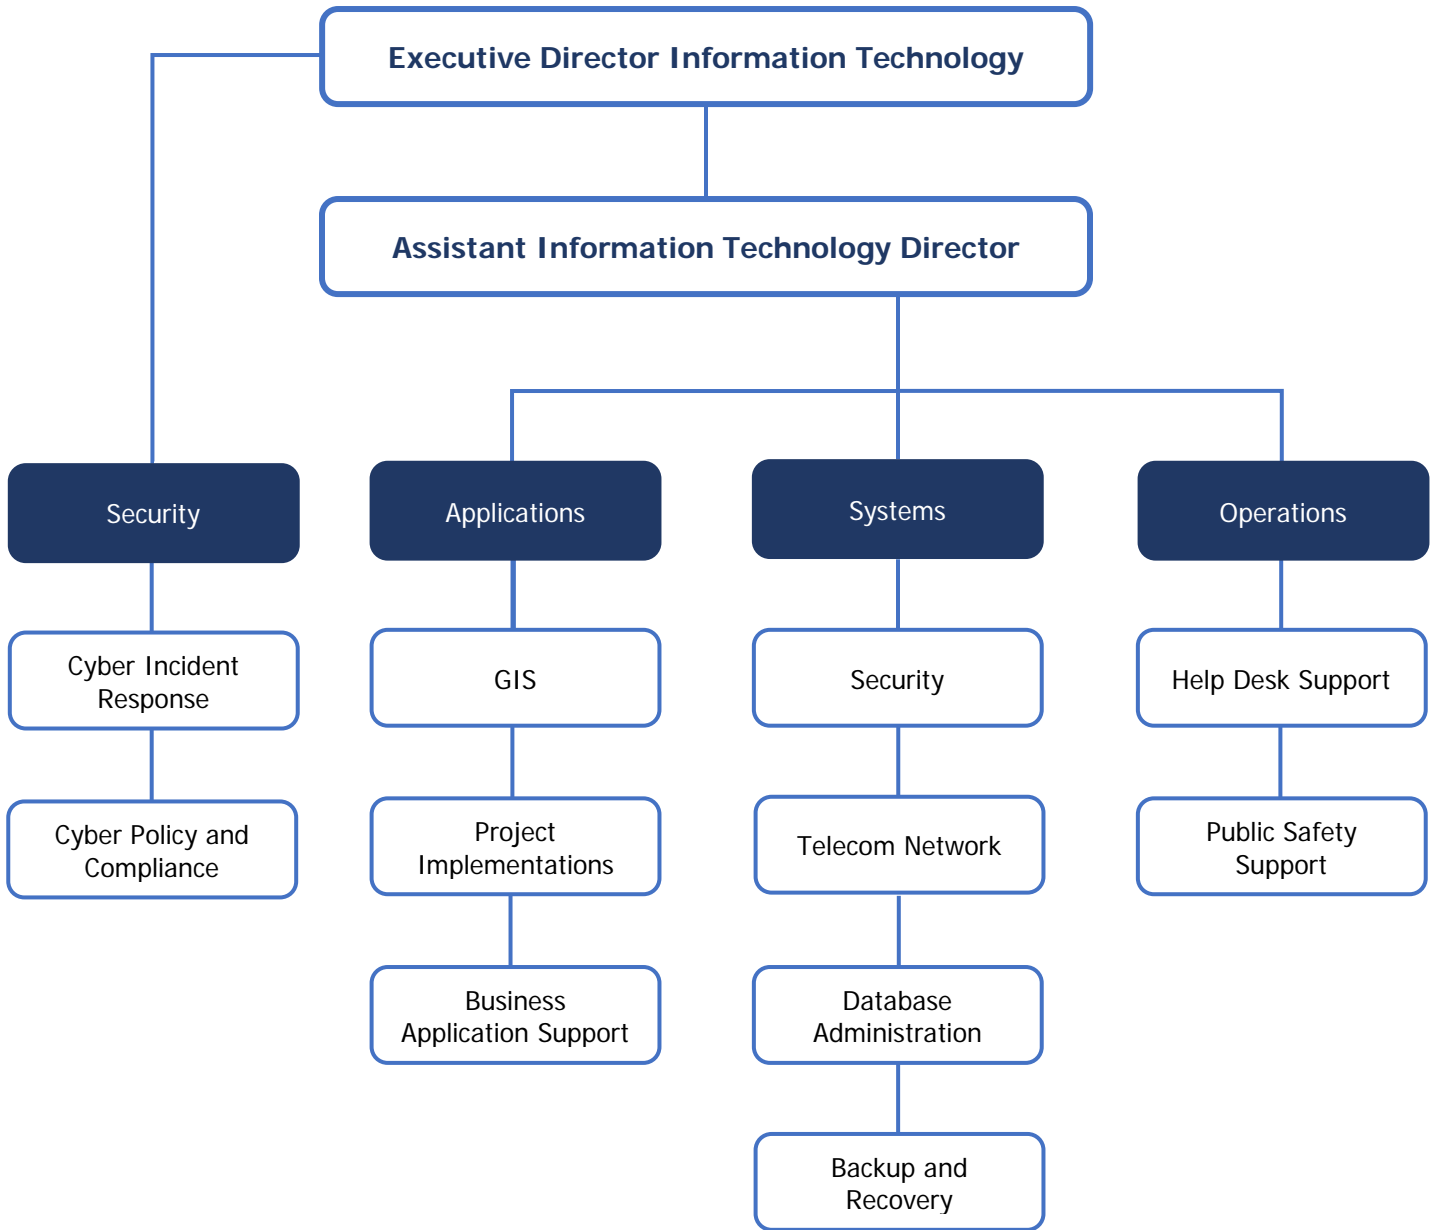 Executive Director Information Technology
Assistant Information Technology Director
Security
Applications
Systems
Operations
Cyber Incident
Response
GIS
Security
Help Desk Support
Cyber Policy and
Compliance
Project
Implementations
Telecom Network
Public Safety
Support
Business
Application Support
Database
Administration
Backup and
Recovery